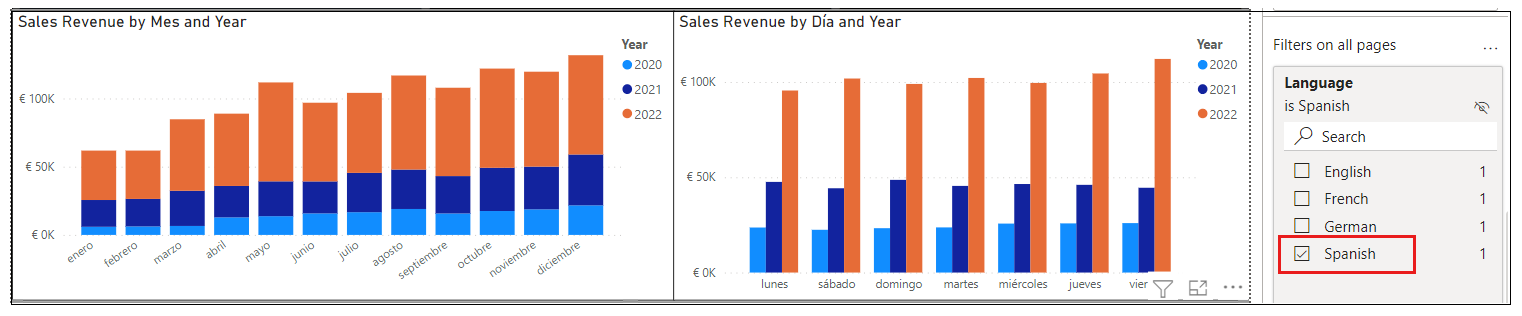 Sales Revenue by Mes and Year
Year
2020
2021
2022
€ 100K
€ 50K
€ 0K
enero
febrero
marzo
abril
mayo
junio
julio
agosto
septiembre
octubre
noviembre
diciembre
Sales Revenue by Día and Year
Year
2020
2021
2022
€ 100K
€ 50K
€ 0K
lunes
sábado
domingo
martes
miércoles
jueves
vier
Filters on all pages
Language
is Spanish
Search
English 1
French 1
German 1
Spanish 1